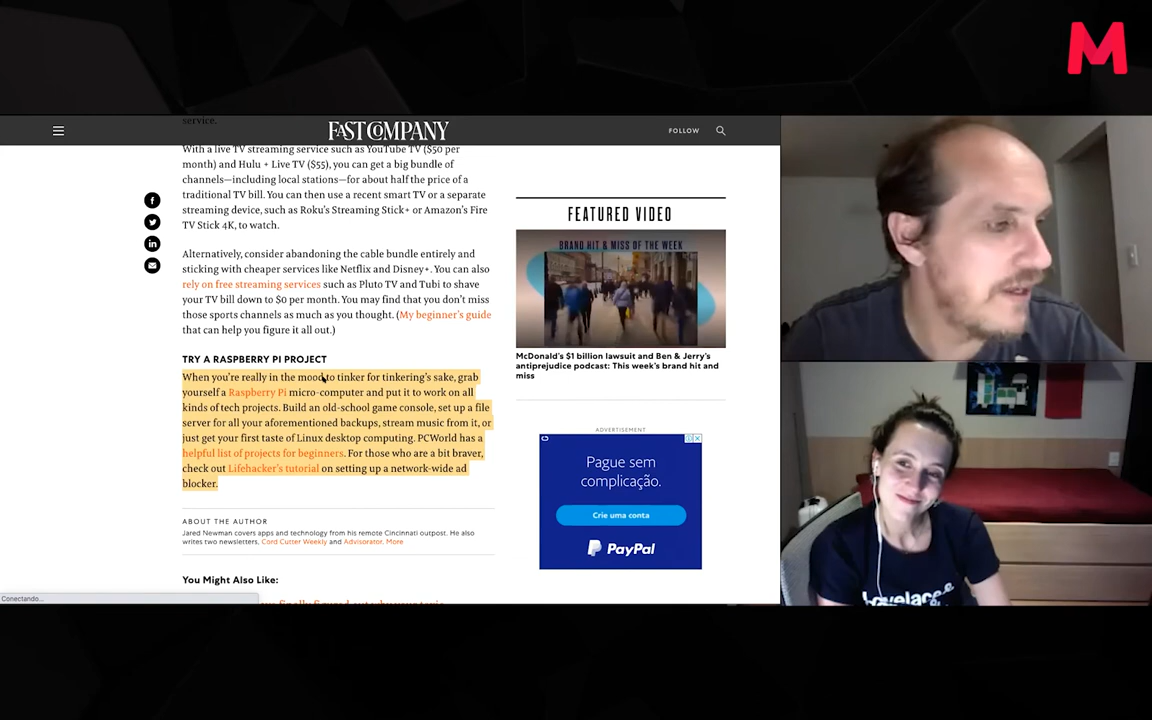 M
service.
FAST COMPANY
FOLLOW
With a live TV streaming service such as YouTube TV ($50 per
month) and Hulu + Live TV ($55), you can get a big bundle of
channels—including local stations—for about half the price of a
traditional TV bill. You can then use a recent smart TV or a separate
streaming device, such as Roku's Streaming Stick+ or Amazon's Fire
TV Stick 4K, to watch.
Alternatively, consider abandoning the cable bundle entirely and
sticking with cheaper services like Netflix and Disney+. You can also
rely on free streaming services such as Pluto TV and Tubi to shave
your TV bill down to $0 per month. You may find that you don't miss
those sports channels as much as you thought. (My beginner's guide
that can help you figure it all out.)
TRY A RASPBERRY PI PROJECT
When you're really in the mood to tinker for tinkering's sake, grab
yourself a Raspberry Pi micro-computer and put it to work on all
kinds of tech projects. Build an old-school game console, set up a file
server for all your aforementioned backups, stream music from it, or
just get your first taste of Linux desktop computing. PCWorld has a
helpful list of projects for beginners. For those who are a bit braver,
check out Lifehacker's tutorial on setting up a network-wide ad
blocker.
ABOUT THE AUTHOR
Jared Newman covers apps and technology from his remote Cincinnati outpost. He also
writes two newsletters, Cord Cutter Weekly and Advisorator. More
You Might Also Like:
FEATURED VIDEO
BRAND HIT & MISS OF THE WEEK
McDonald's $1 billion lawsuit and Ben & Jerry's
antiprejudice podcast: This week's brand hit and
miss
ADVERTISEMENT
Pague sem
complicação.
Crie uma conta
PayPal
Connectando...
Lovelace